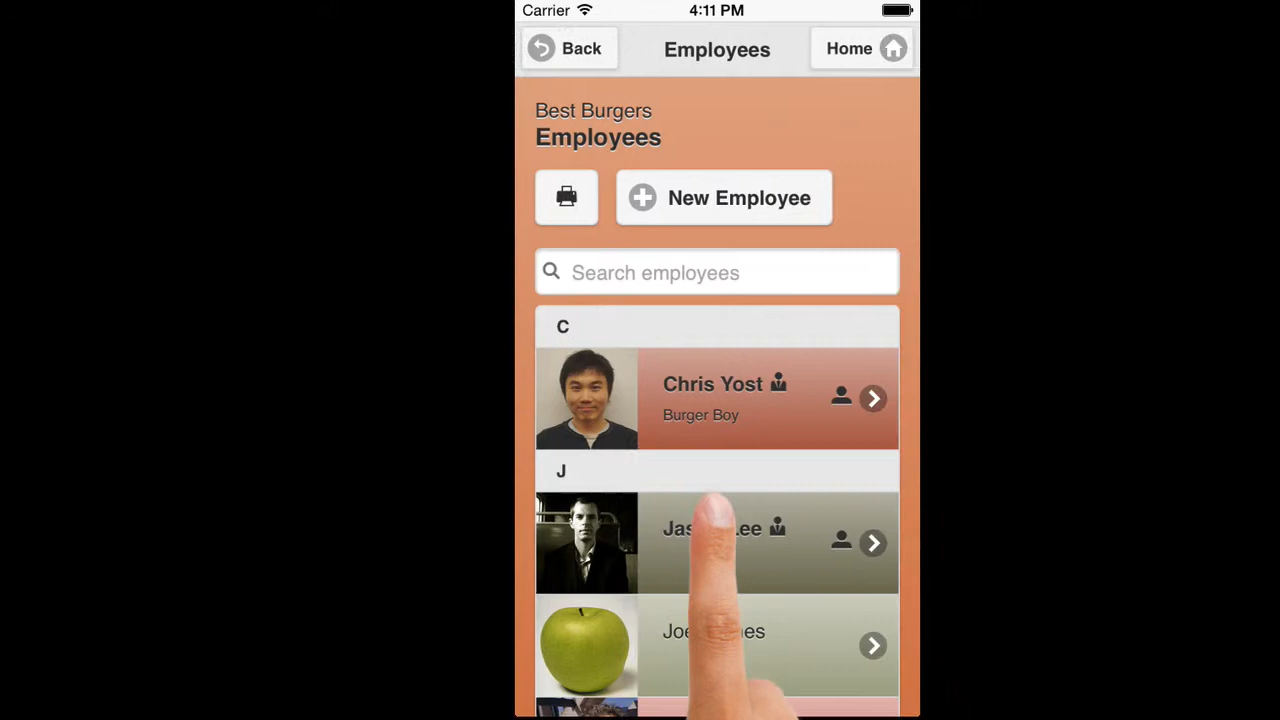 Carrier 4:11 PM
Back Employees Home
Best Burgers
Employees
New Employee
Search employees
C
Chris Yost
Burger Boy
J